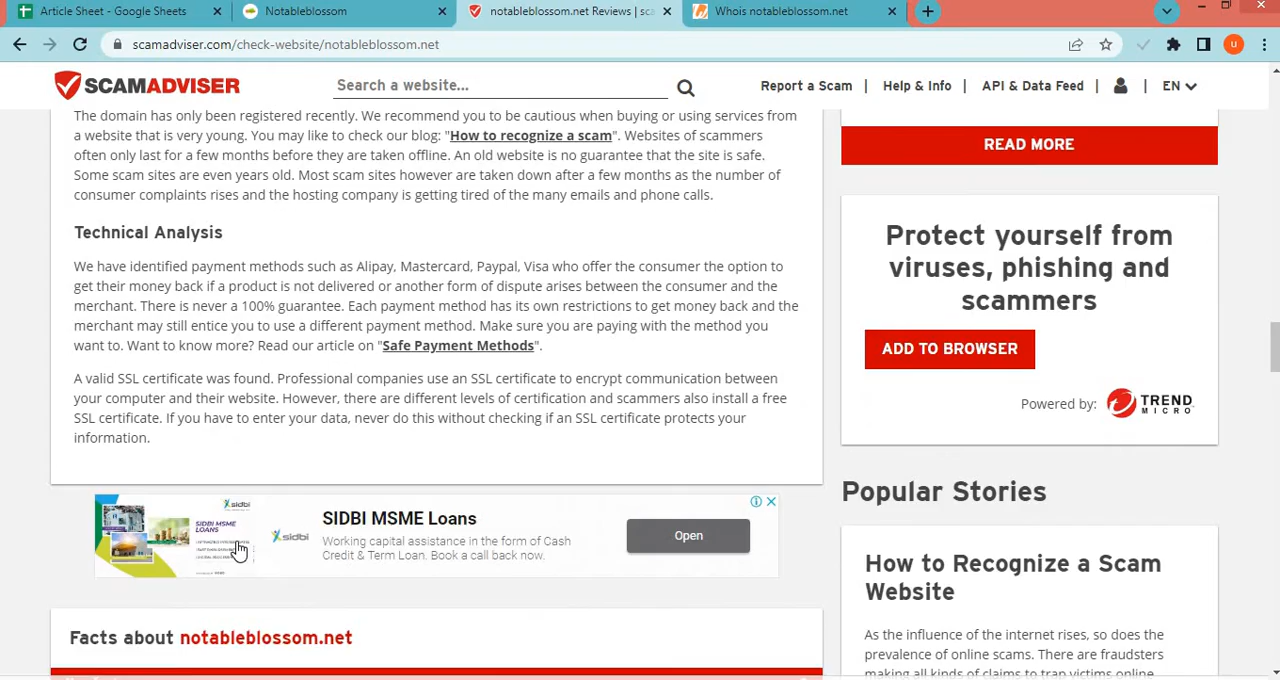 Article Sheet - Google Sheets
Notableblossom
notableblossom.net Reviews | sca
Whois notableblossom.net
scamadviser.com/check-website/notableblossom.net
u
SCAMADVISER
Search a website...
Report a Scam | Help & Info | API & Data Feed | | EN
The domain has only been registered recently. We recommend you to be cautious when buying or using services from
a website that is very young. You may like to check our blog: "How to recognize a scam". Websites of scammers
often only last for a few months before they are taken offline. An old website is no guarantee that the site is safe.
Some scam sites are even years old. Most scam sites however are taken down after a few months as the number of
consumer complaints rises and the hosting company is getting tired of the many emails and phone calls.
Technical Analysis
We have identified payment methods such as Alipay, Mastercard, Paypal, Visa who offer the consumer the option to
get their money back if a product is not delivered or another form of dispute arises between the consumer and the
merchant. There is never a 100% guarantee. Each payment method has its own restrictions to get money back and the
merchant may still entice you to use a different payment method. Make sure you are paying with the method you
want to. Want to know more? Read our article on "Safe Payment Methods".
A valid SSL certificate was found. Professional companies use an SSL certificate to encrypt communication between
your computer and their website. However, there are different levels of certification and scammers also install a free
SSL certificate. If you have to enter your data, never do this without checking if an SSL certificate protects your
information.
sidbi
SIDBI MSME
LOANS
sidbi
SIDBI MSME Loans
Working capital assistance in the form of Cash
Credit & Term Loan. Book a call back now.
Open
Facts about notableblossom.net
READ MORE
Protect yourself from
viruses, phishing and
scammers
ADD TO BROWSER
Powered by:
TREND
MICRO
Popular Stories
How to Recognize a Scam
Website
As the influence of the internet rises, so does the
prevalence of online scams. There are fraudsters
making all kinds of claims to trap victims online